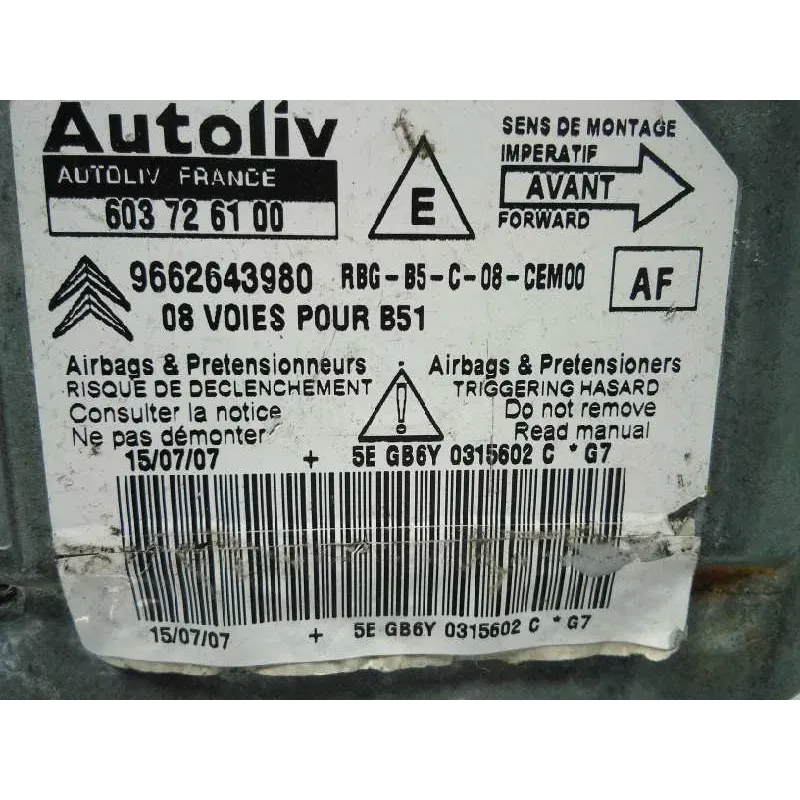 Autoliv
AUTOLIV FRANCE
603 72 61 00
E
SENS DE MONTAGE
IMPERATIF
AVANT
FORWARD
9662643980 RBG-B5-C-08-CEM00
AF
08 VOIES POUR B51
Airbags & Pretensionneurs
RISQUE DE DECLENCHEMENT
Consulter la notice
Ne pas démonter
!
Airbags & Pretensioners
TRIGGERING HASARD
Do not remove
Read manual
15/07/07 + 5E GB6Y 0315602 C * G7
15/07/07 + 5E GB6Y 0315602 C * G7